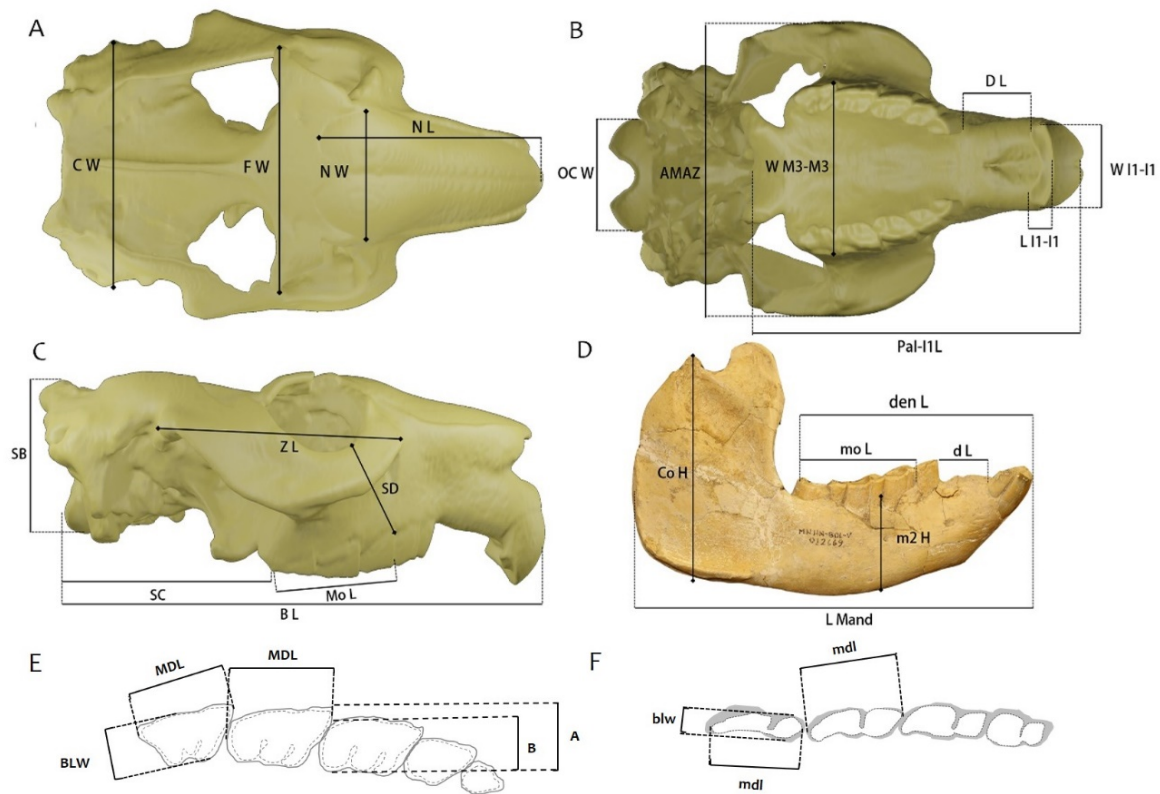 A
C W
F W
N L
N W
B
D L
OC W
AMAZ
W M3-M3
W I1-I1
L I1-I1
Pal-I1L
C
SB
Z L
SD
SC
Mo L
B L
D
den L
mo L
d L
Co H
m2 H
L Mand
E
MDL
MDL
BLW
B
A
F
mdl
blw
mdl